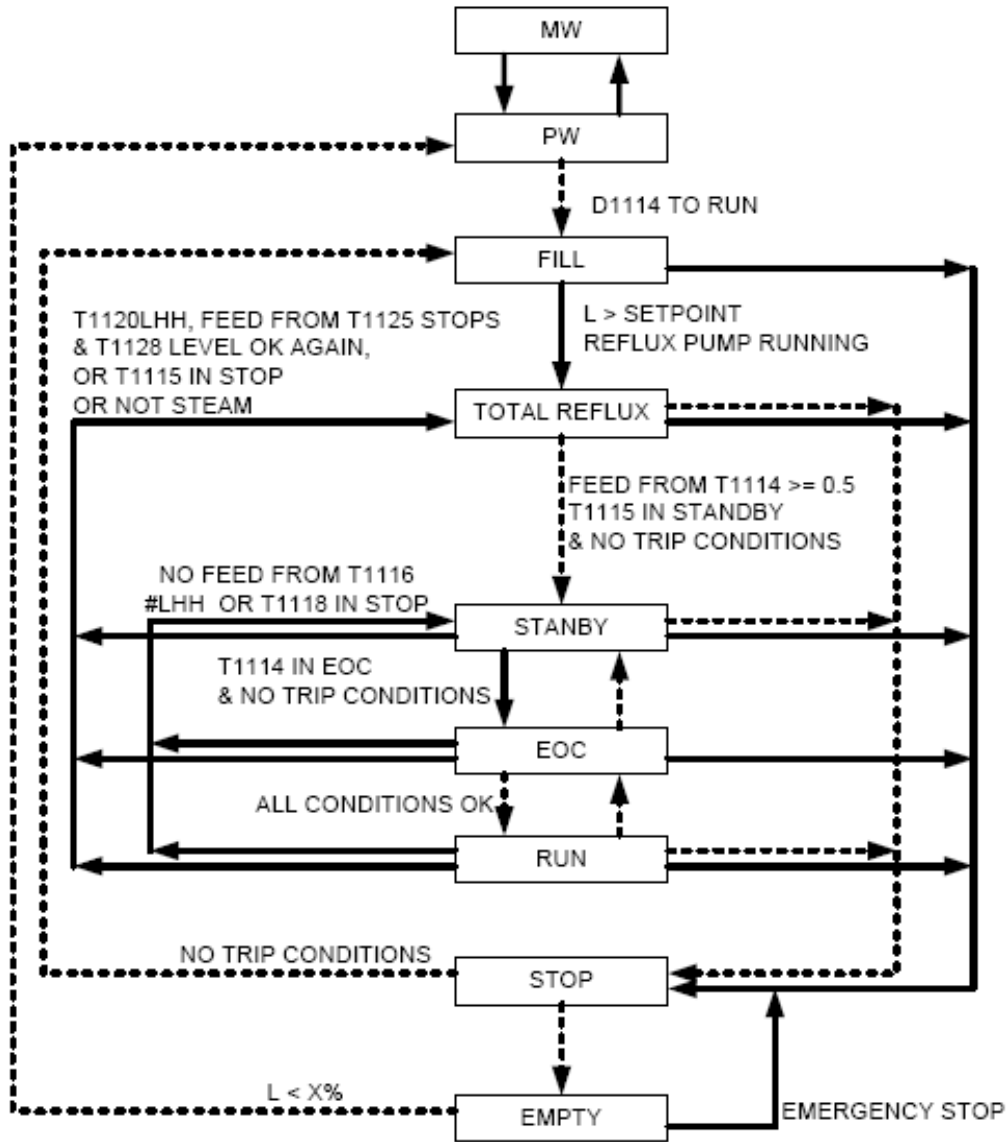 MW
PW
D1114 TO RUN
FILL
T1120LHH, FEED FROM T1125 STOPS
& T1128 LEVEL OK AGAIN,
OR T1115 IN STOP
OR NOT STEAM
L > SETPOINT
REFLUX PUMP RUNNING
TOTAL REFLUX
FEED FROM T1114 >= 0.5
T1115 IN STANDBY
& NO TRIP CONDITIONS
NO FEED FROM T1116
#LHH OR T1118 IN STOP
STANBY
T1114 IN EOC
& NO TRIP CONDITIONS
EOC
ALL CONDITIONS OK
RUN
NO TRIP CONDITIONS
STOP
L < X%
EMPTY
EMERGENCY STOP